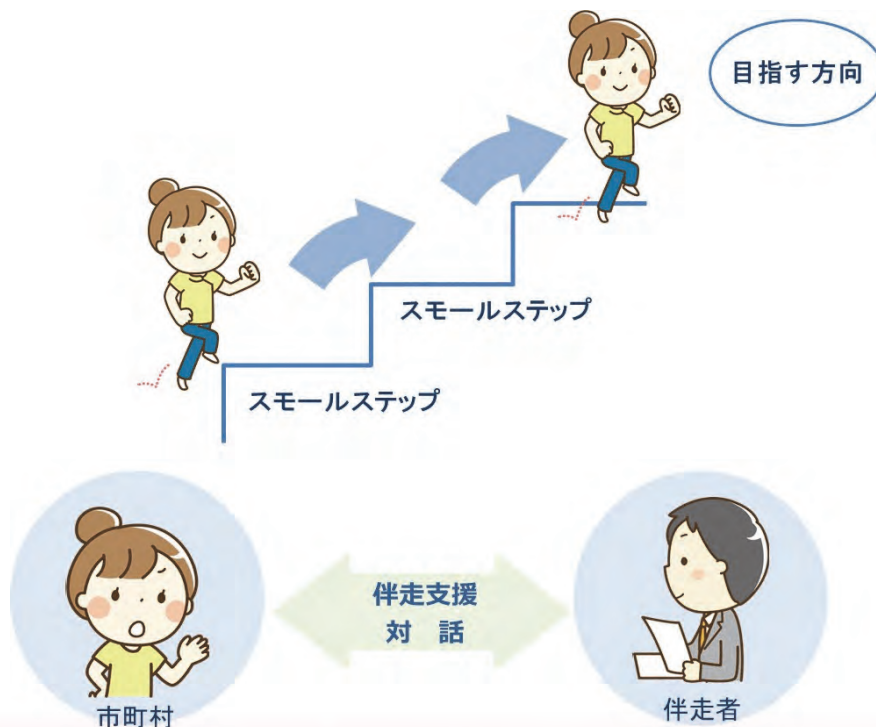 目指す方向
スモールステップ
スモールステップ
伴走支援
対 話
市町村
伴走者